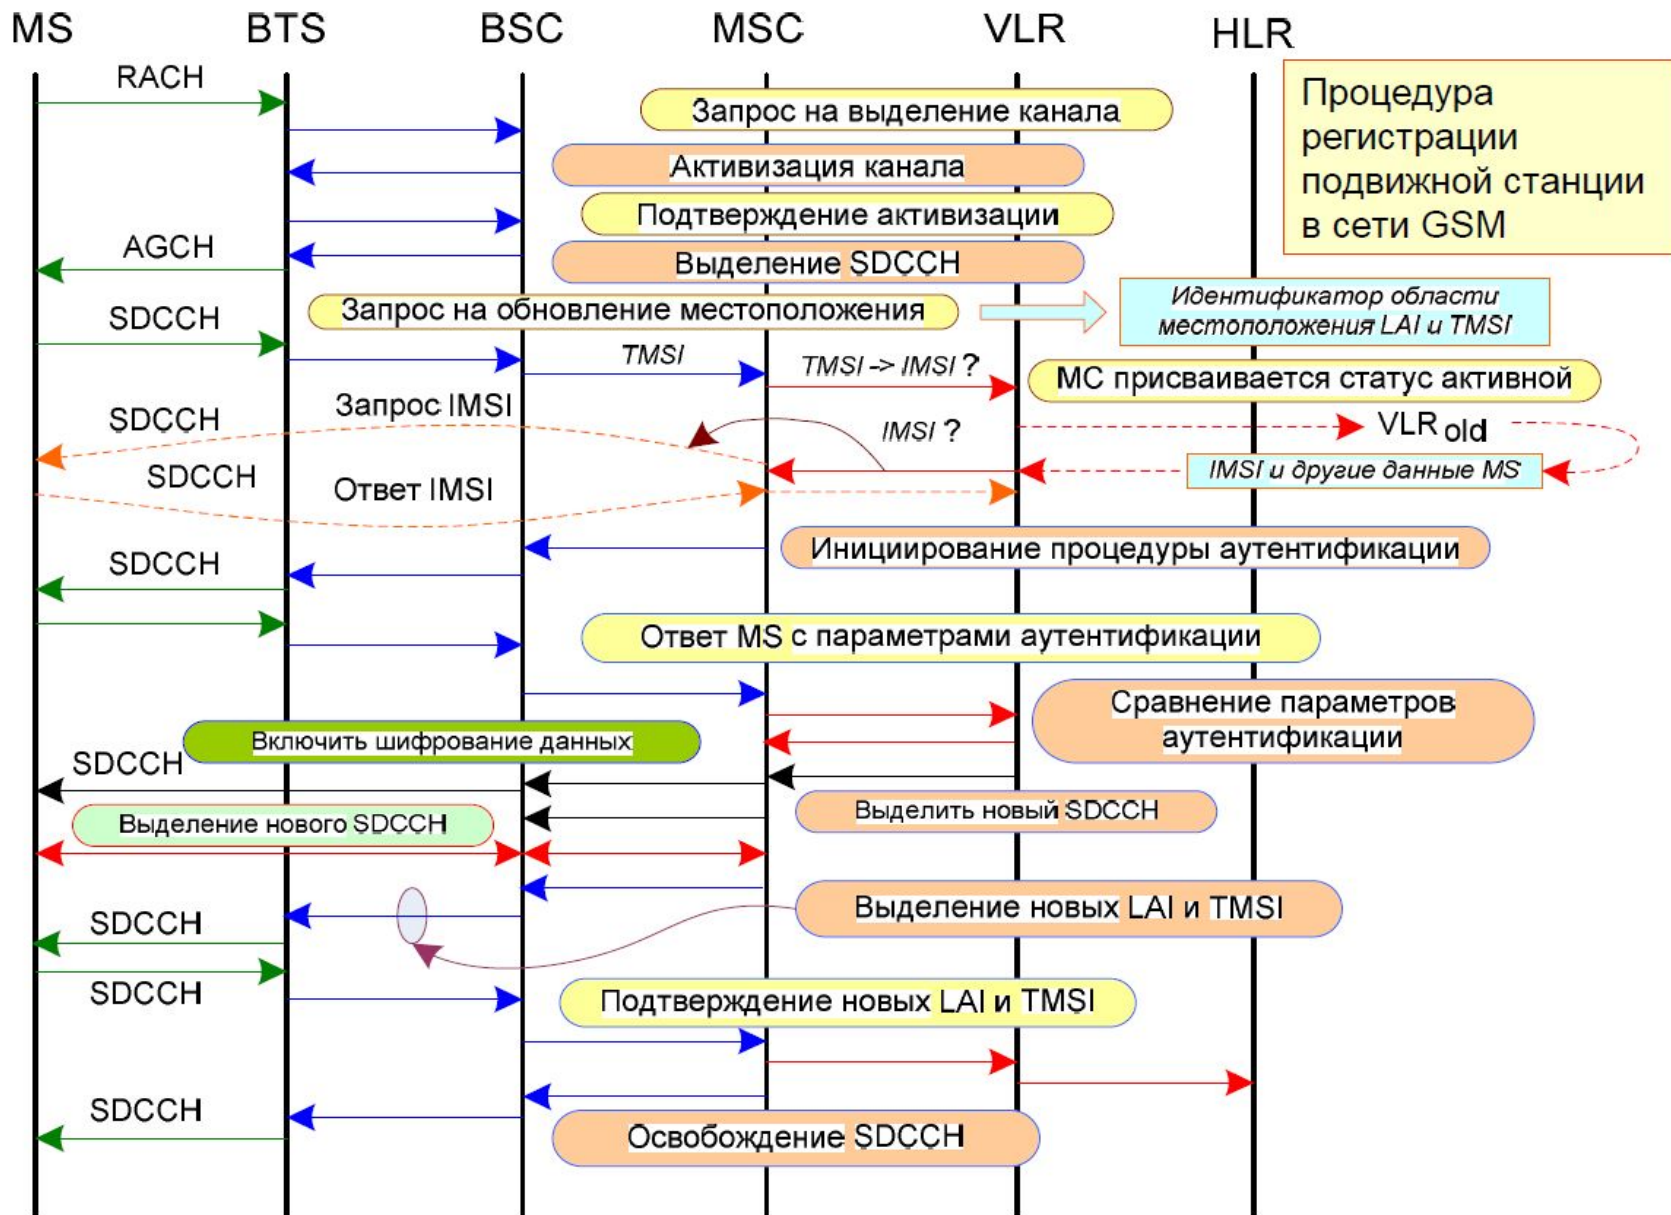 MS BTS BSC MSC VLR HLR
RACH
Запрос на выделение канала
Процедура
регистрации
подвижной станции
в сети GSM
Активизация канала
Подтверждение активизации
AGCH
Выделение SDCCH
Запрос на обновление местоположения
Идентификатор области
местоположения LAI и TMSI
SDCCH
TMSI
TMSI -> IMSI ?
МС присваивается статус активной
SDCCH
Запрос IMSI
IMSI ?
VLR old
SDCCH
Ответ IMSI
IMSI и другие данные MS
Инициирование процедуры аутентификации
SDCCH
Ответ MS с параметрами аутентификации
Сравнение параметров
аутентификации
Включить шифрование данных
SDCCH
Выделить новый SDCCH
Выделение нового SDCCH
Выделение новых LAI и TMSI
SDCCH
SDCCH
Подтверждение новых LAI и TMSI
SDCCH
Освобождение SDCCH